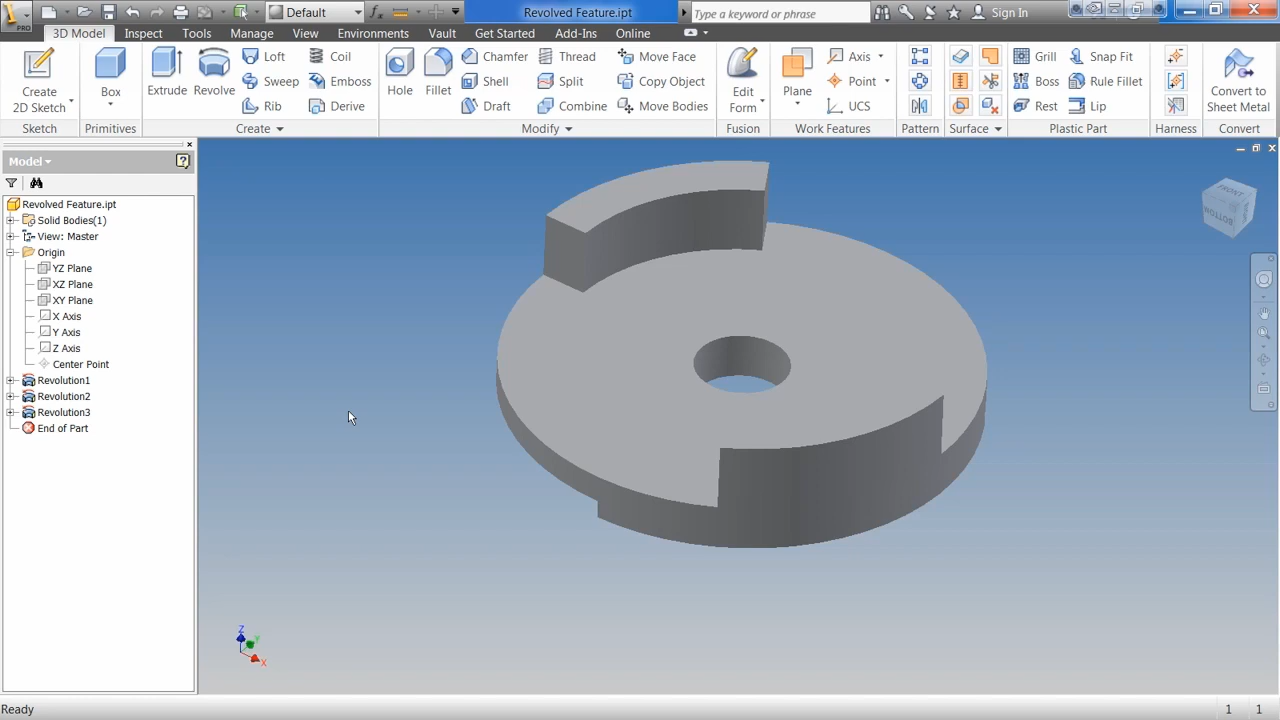 Default
Revolved Feature.ipt
Type a keyword or phrase
Sign In
PRO
3D Model Inspect Tools Manage View Environments Vault Get Started Add-Ins Online
Create 2D Sketch
Sketch
Box
Primitives
Extrude
Revolve
Loft
Sweep
Rib
Coil
Emboss
Derive
Create
Hole
Fillet
Chamfer
Shell
Draft
Thread
Split
Combine
Move Face
Copy Object
Move Bodies
Modify
Edit Form
Fusion
Plane
Axis
Point
UCS
Work Features
Pattern
Surface
Grill
Boss
Rest
Snap Fit
Rule Fillet
Lip
Plastic Part
Harness
Convert to Sheet Metal
Convert
Model
Revolved Feature.ipt
Solid Bodies(1)
View: Master
Origin
YZ Plane
XZ Plane
XY Plane
X Axis
Y Axis
Z Axis
Center Point
Revolution1
Revolution2
Revolution3
End of Part
FRONT
BOTTOM
Z
Y
X
Ready
1 1